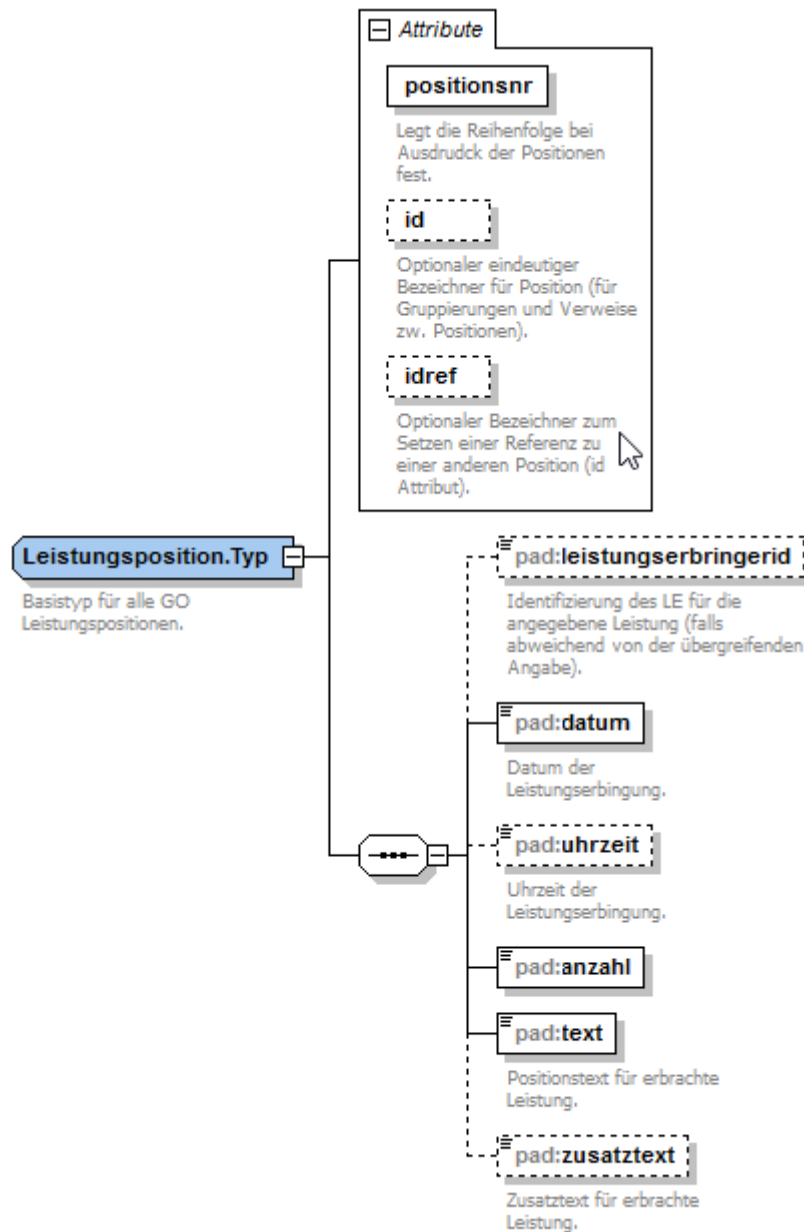 Attribute
positionsnr
Legt die Reihenfolge bei
Ausdrudck der Positionen
fest.
id
Optionaler eindeutiger
Bezeichner für Position (für
Gruppierungen und Verweise
zw. Positionen).
idref
Optionaler Bezeichner zum
Setzen einer Referenz zu
einer anderen Position (id
Attribut).
Leistungsposition.Typ
Basistyp für alle GO
Leistungspositionen.
pad:leistungserbringerid
Identifizierung des LE für die
angegebene Leistung (falls
abweichend von der übergreifenden
Angabe).
pad:datum
Datum der
Leistungserbingung.
pad:uhrzeit
Uhrzeit der
Leistungserbingung.
pad:anzahl
pad:text
Positionstext für erbrachte
Leistung.
pad:zusatztext
Zusatztext für erbrachte
Leistung.